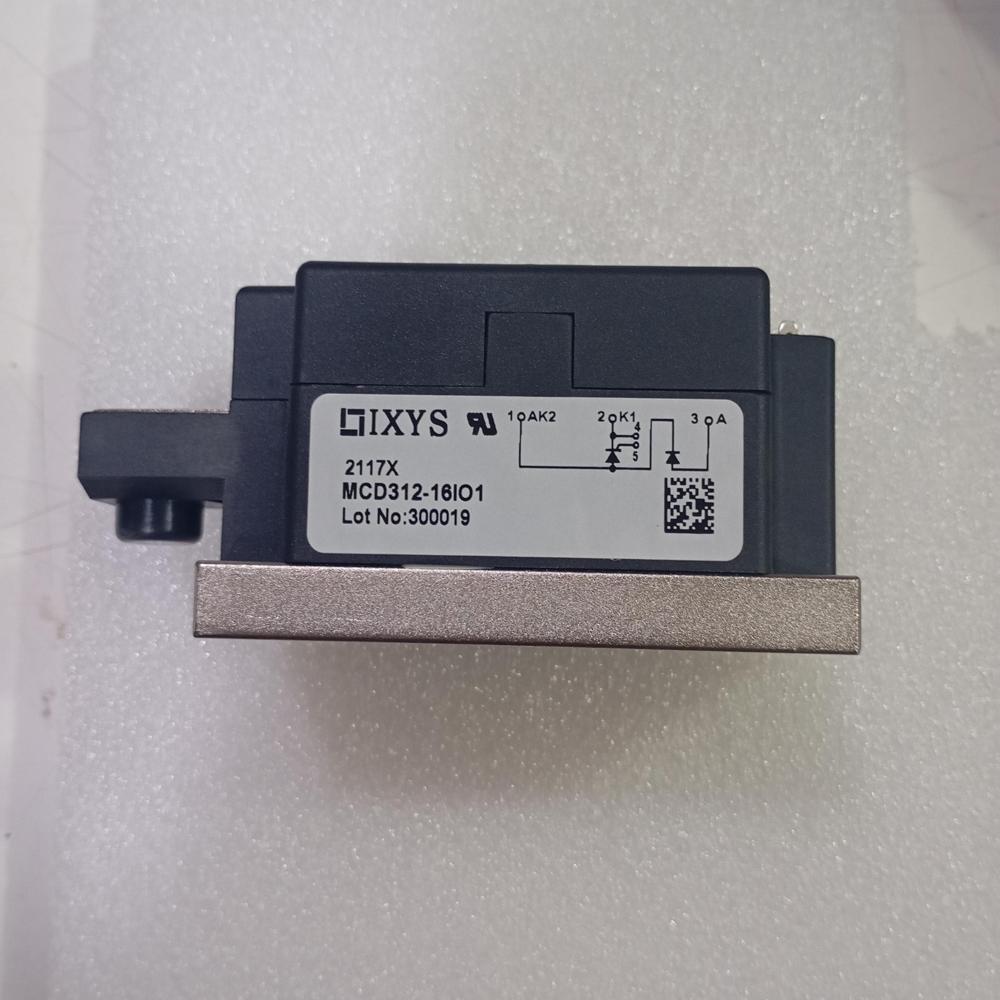 IXYS
1 AK2 2 K1 3 A
4
5
2117X
MCD312-16IO1
Lot No:300019